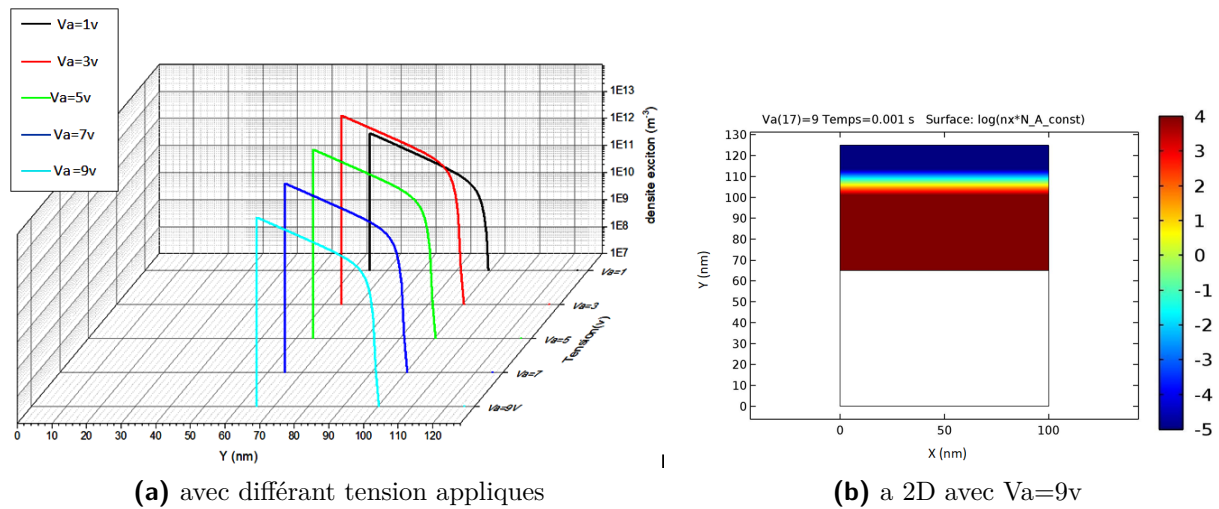 Va=1v
Va=3v
Va=5v
Va=7v
Va =9v
1E13
1E12
1E11
1E10
1E9
1E8
1E7
densite exciton (m⁻³)
Va=1
Va=3
Va=5
Va=7
Va=9V
Tension(v)
0 10 20 30 40 50 60 70 80 90 100 110 120
Y (nm)
(a) avec différant tension appliques
Va(17)=9 Temps=0.001 s Surface: log(nx*N_A_const)
130
120
110
100
90
80
70
60
50
40
30
20
10
0
Y (nm)
0 50 100
X (nm)
4
3
2
1
0
-1
-2
-3
-4
-5
(b) a 2D avec Va=9v